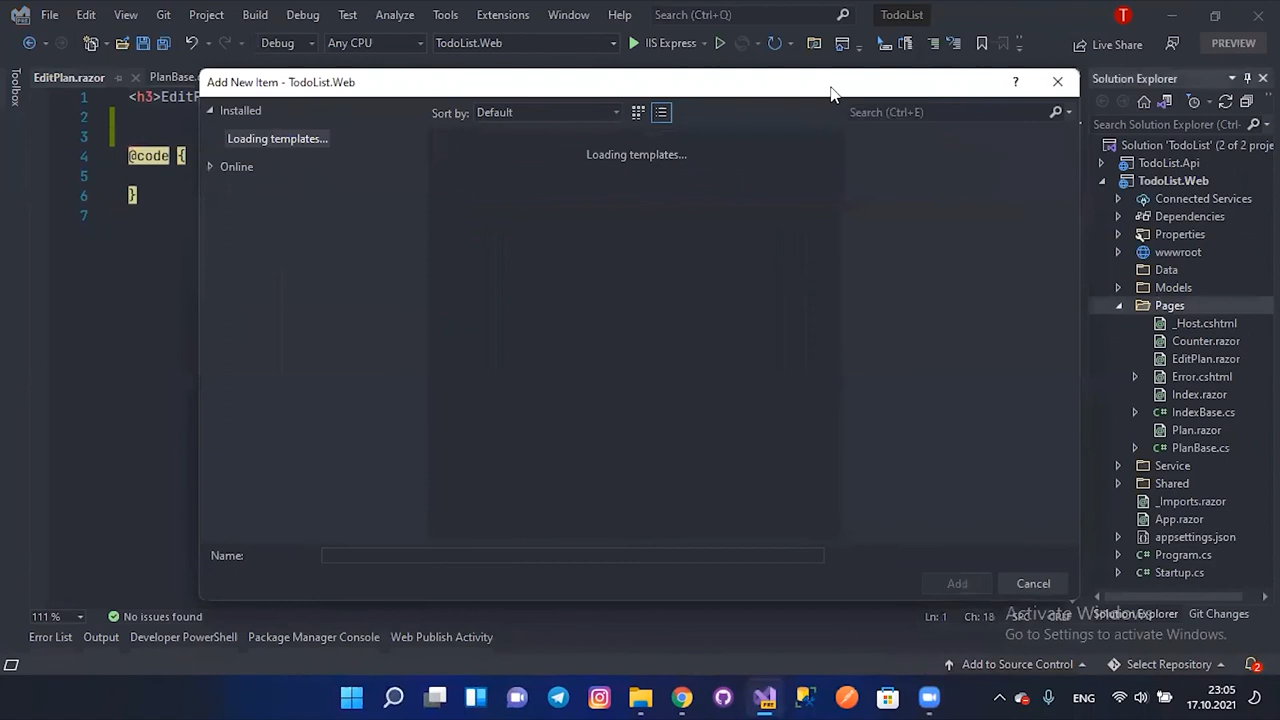 File Edit View Git Project Build Debug Test Analyze Tools Extensions Window Help Search (Ctrl+Q) TodoList T
Debug Any CPU TodoList.Web IIS Express Live Share PREVIEW
Toolbox
EditPlan.razor PlanBase.c
1 <h3>EditP
2
3
4 @code {
5
6 }
7
Add New Item - TodoList.Web ?
Installed
Loading templates...
Online
Sort by: Default
Search (Ctrl+E)
Loading templates...
Name:
Add Cancel
Solution Explorer
Search Solution Explorer (Ctrl-
Solution 'TodoList' (2 of 2 proje
TodoList.Api
TodoList.Web
Connected Services
Dependencies
Properties
wwwroot
Data
Models
Pages
_Host.cshtml
Counter.razor
EditPlan.razor
Error.cshtml
Index.razor
C# IndexBase.cs
Plan.razor
C# PlanBase.cs
Service
Shared
_Imports.razor
App.razor
appsettings.json
C# Program.cs
C# Startup.cs
111 % No issues found Ln: 1 Ch: 18 SPC CRLF
Solution Explorer Git Changes
Activate Windows
Go to Settings to activate Windows.
Error List Output Developer PowerShell Package Manager Console Web Publish Activity
Add to Source Control Select Repository 2
ENG 23:05
17.10.2021